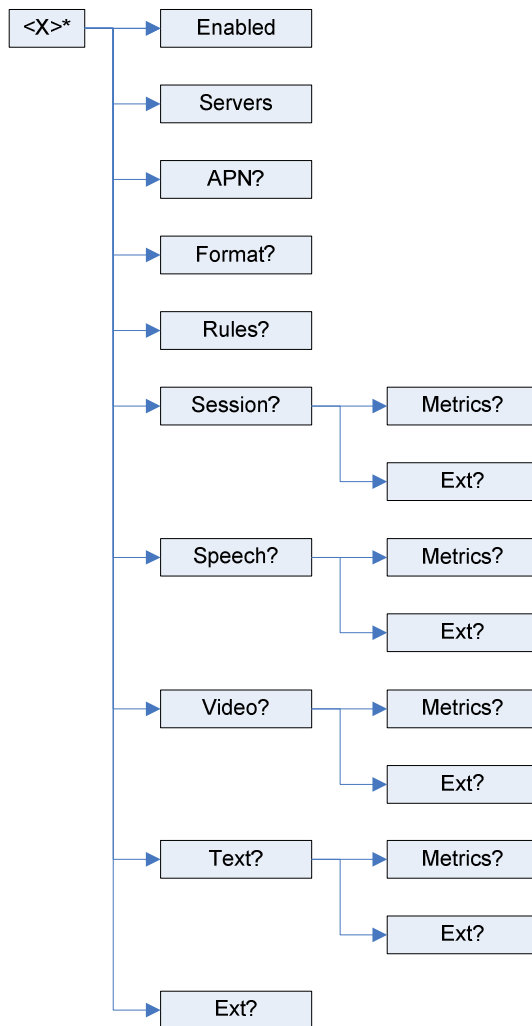 <X>*
Enabled
Servers
APN?
Format?
Rules?
Session?
Metrics?
Ext?
Speech?
Metrics?
Ext?
Video?
Metrics?
Ext?
Text?
Metrics?
Ext?
Ext?